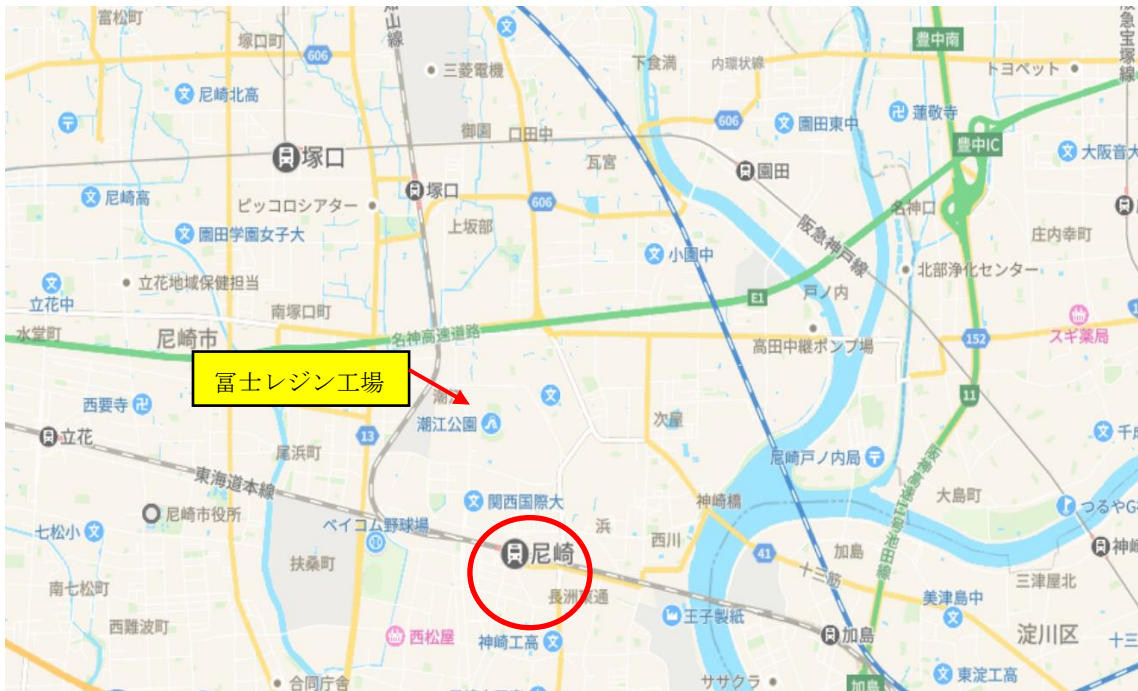 富松町
塚口町
606
尼崎北高
三菱電機
下食満
内環状線
豊中南
トヨペット
阪急宝塚線
御園
口田中
606
園田東中
蓮敬寺
豊中IC
大阪音大
塚口
塚口
瓦宮
園田
尼崎高
ピッコロシアター
606
名神口
園田学園女子大
上坂部
小園中
阪急神戸線
庄内幸町
立花地域保健担当
北部浄化センター
立花中
南塚口町
E1
戸ノ内
水堂町
尼崎市
名神高速道路
高田中継ポンプ場
152
スギ薬局
冨士レジン工場
11
西要寺
潮江公園
次屋
立花
13
尾浜町
尼崎戸ノ内局
東海道本線
大島町
関西国際大
神崎橋
つるやG
尼崎市役所
ベイコム野球場
浜
西川
七松小
尼崎
41
加島
扶桑町
十三筋
三津屋北
南七松町
長洲東通
美津島中
王子製紙
西難波町
西松屋
神崎工高
加島
淀川区
合同庁舎
ササクラ
加島
東淀工高